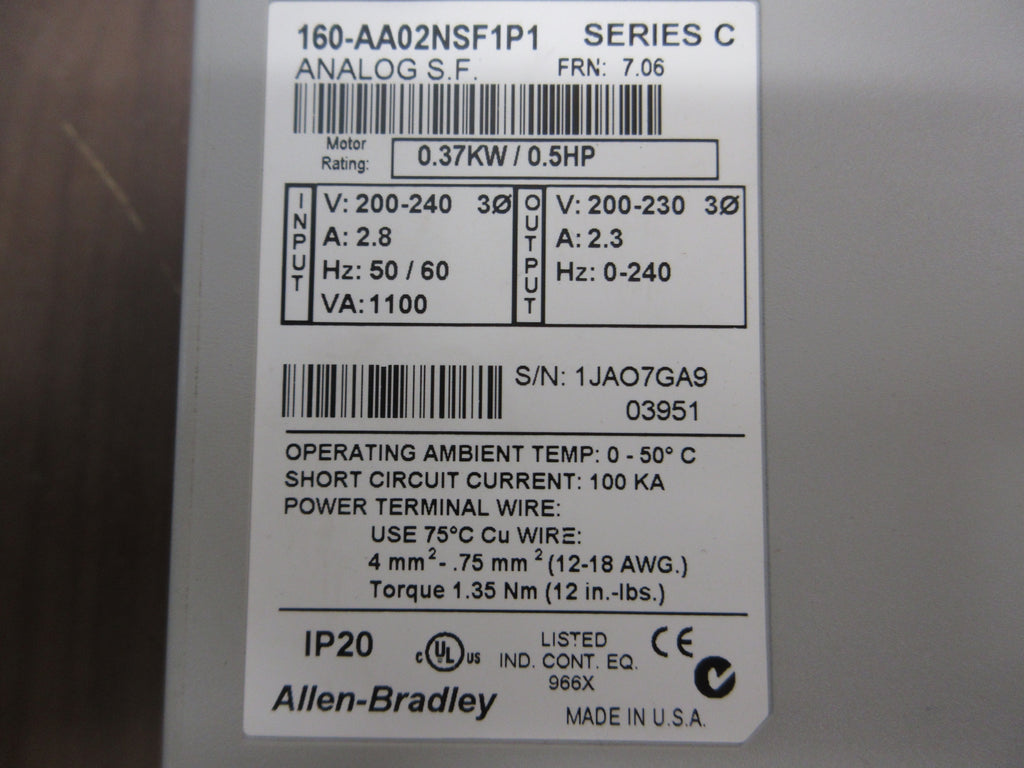 160-AA02NSF1P1 SERIES C
ANALOG S.F. FRN: 7.06
Motor
Rating: 0.37KW / 0.5HP
INPUT
V: 200-240 3Ø
A: 2.8
Hz: 50 / 60
VA: 1100
OUTPUT
V: 200-230 3Ø
A: 2.3
Hz: 0-240
S/N: 1JAO7GA9
03951
OPERATING AMBIENT TEMP: 0 - 50° C
SHORT CIRCUIT CURRENT: 100 KA
POWER TERMINAL WIRE:
USE 75°C Cu WIRE:
4 mm² - .75 mm² (12-18 AWG.)
Torque 1.35 Nm (12 in.-lbs.)
IP20
c UL us
LISTED
IND. CONT. EQ.
966X
CE
Allen-Bradley
MADE IN U.S.A.